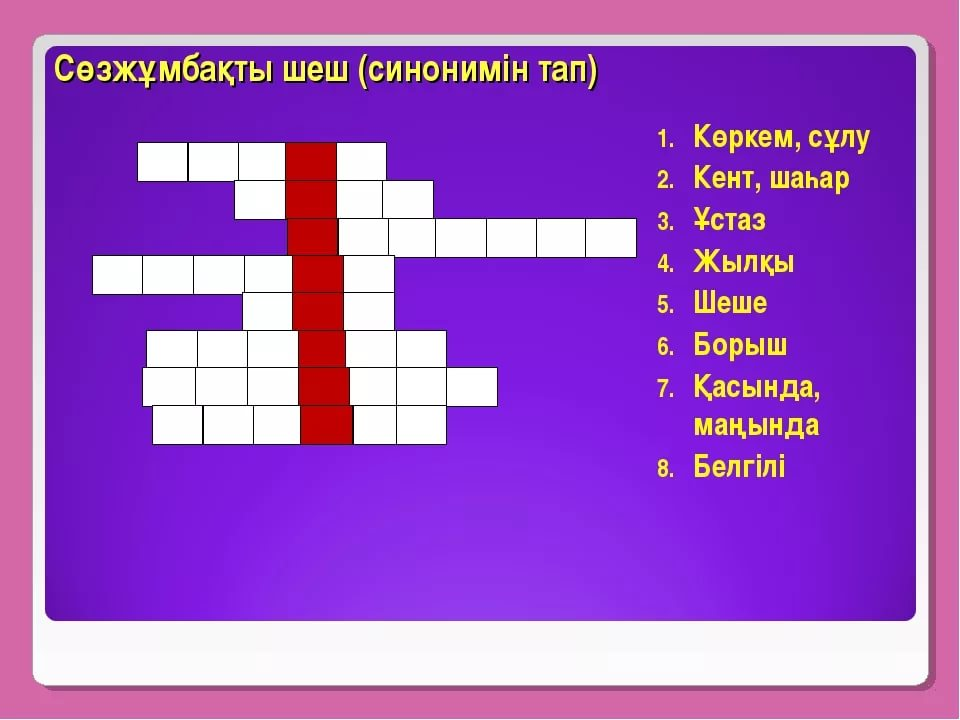 Сөзжұмбақты шеш (синонимін тап)
1. Көркем, сұлу
2. Кент, шаһар
3. Ұстаз
4. Жылқы
5. Шеше
6. Борыш
7. Қасында,
маңында
8. Белгілі